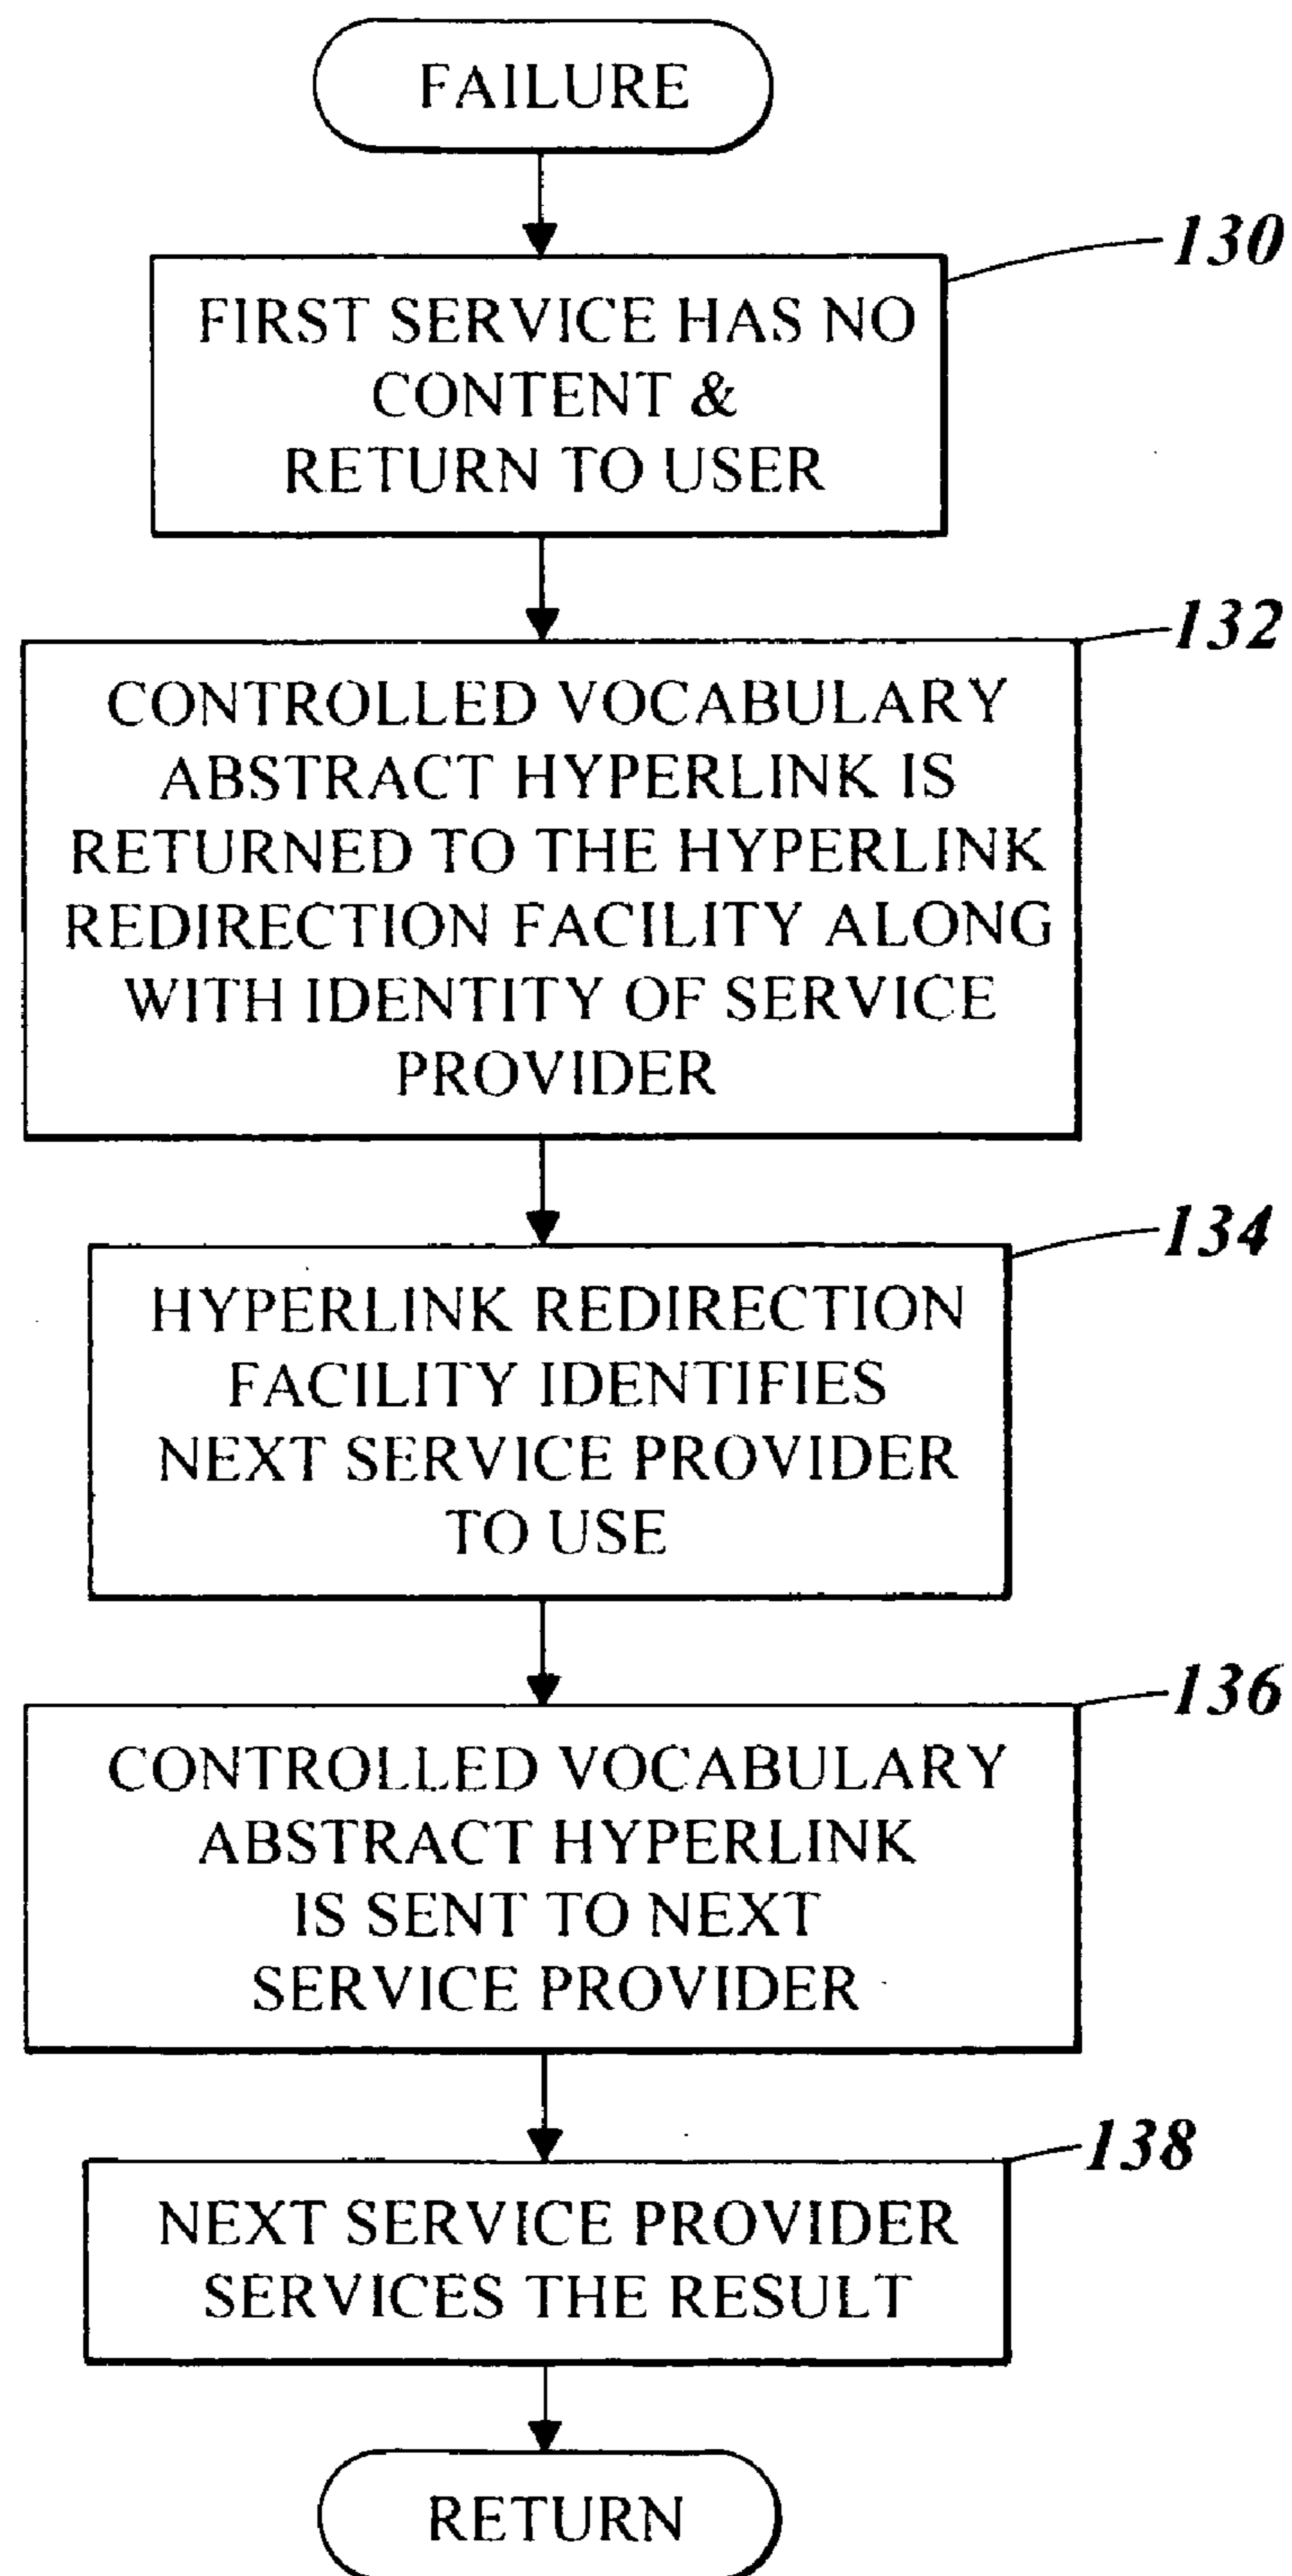 FAILURE
130
FIRST SERVICE HAS NO
CONTENT &
RETURN TO USER
132
CONTROLLED VOCABULARY
ABSTRACT HYPERLINK IS
RETURNED TO THE HYPERLINK
REDIRECTION FACILITY ALONG
WITH IDENTITY OF SERVICE
PROVIDER
134
HYPERLINK REDIRECTION
FACILITY IDENTIFIES
NEXT SERVICE PROVIDER
TO USE
136
CONTROLLED VOCABULARY
ABSTRACT HYPERLINK
IS SENT TO NEXT
SERVICE PROVIDER
138
NEXT SERVICE PROVIDER
SERVICES THE RESULT
RETURN